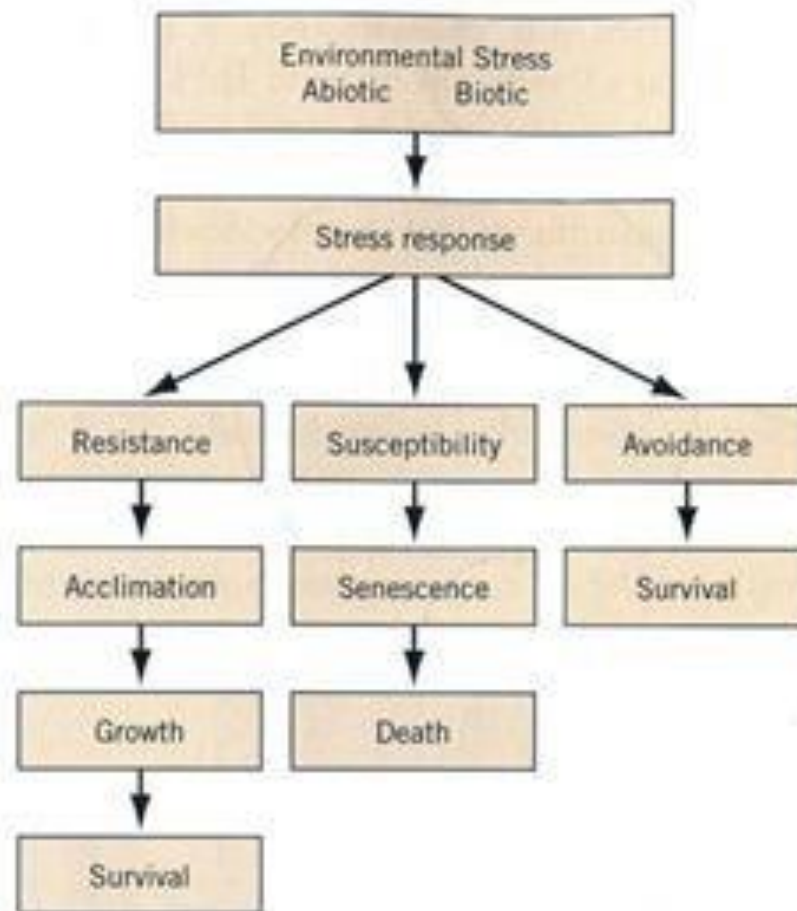 Environmental Stress
Abiotic Biotic
Stress response
Resistance Susceptibility Avoidance
Acclimation Senescence Survival
Growth Death
Survival